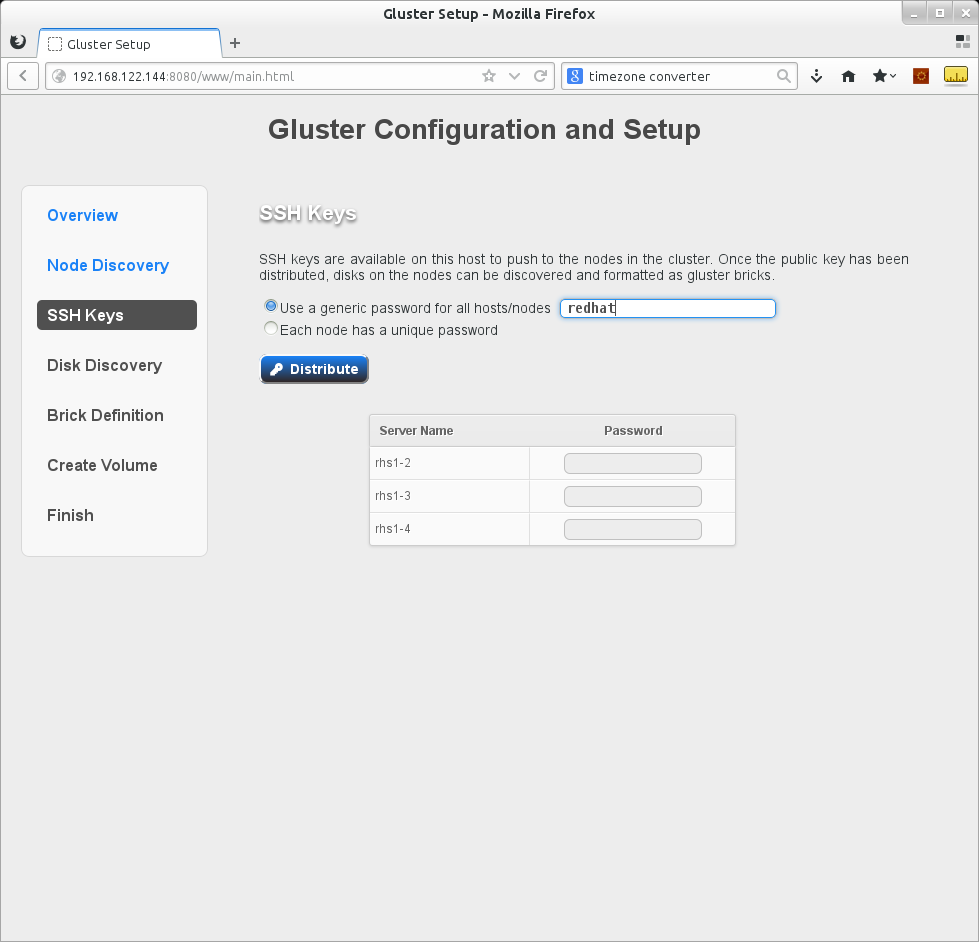 Gluster Setup - Mozilla Firefox
Gluster Setup
192.168.122.144:8080/www/main.html
8 timezone converter
Gluster Configuration and Setup
Overview
Node Discovery
SSH Keys
Disk Discovery
Brick Definition
Create Volume
Finish
SSH Keys
SSH keys are available on this host to push to the nodes in the cluster. Once the public key has been
distributed, disks on the nodes can be discovered and formatted as gluster bricks.
Use a generic password for all hosts/nodes redhat
Each node has a unique password
Distribute
Server Name Password
rhs1-2
rhs1-3
rhs1-4